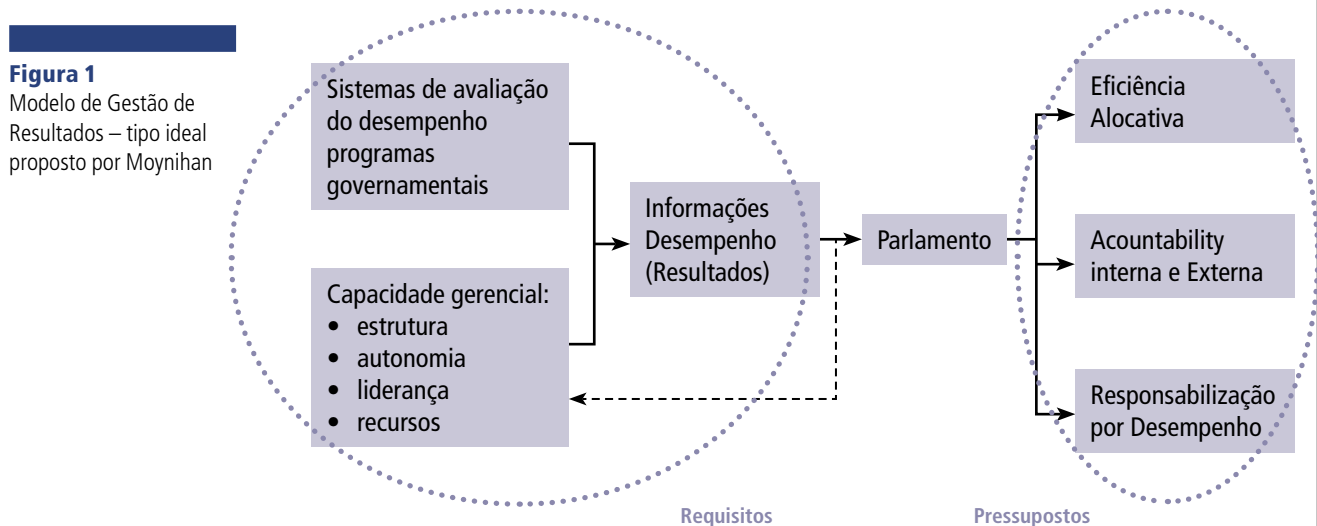 Figura 1
Modelo de Gestão de
Resultados – tipo ideal
proposto por Moynihan
Sistemas de avaliação
do desempenho
programas
governamentais
Capacidade gerencial:
• estrutura
• autonomia
• liderança
• recursos
Informações
Desempenho
(Resultados)
Parlamento
Eficiência
Alocativa
Acountability
interna e Externa
Responsabilização
por Desempenho
Requisitos
Pressupostos